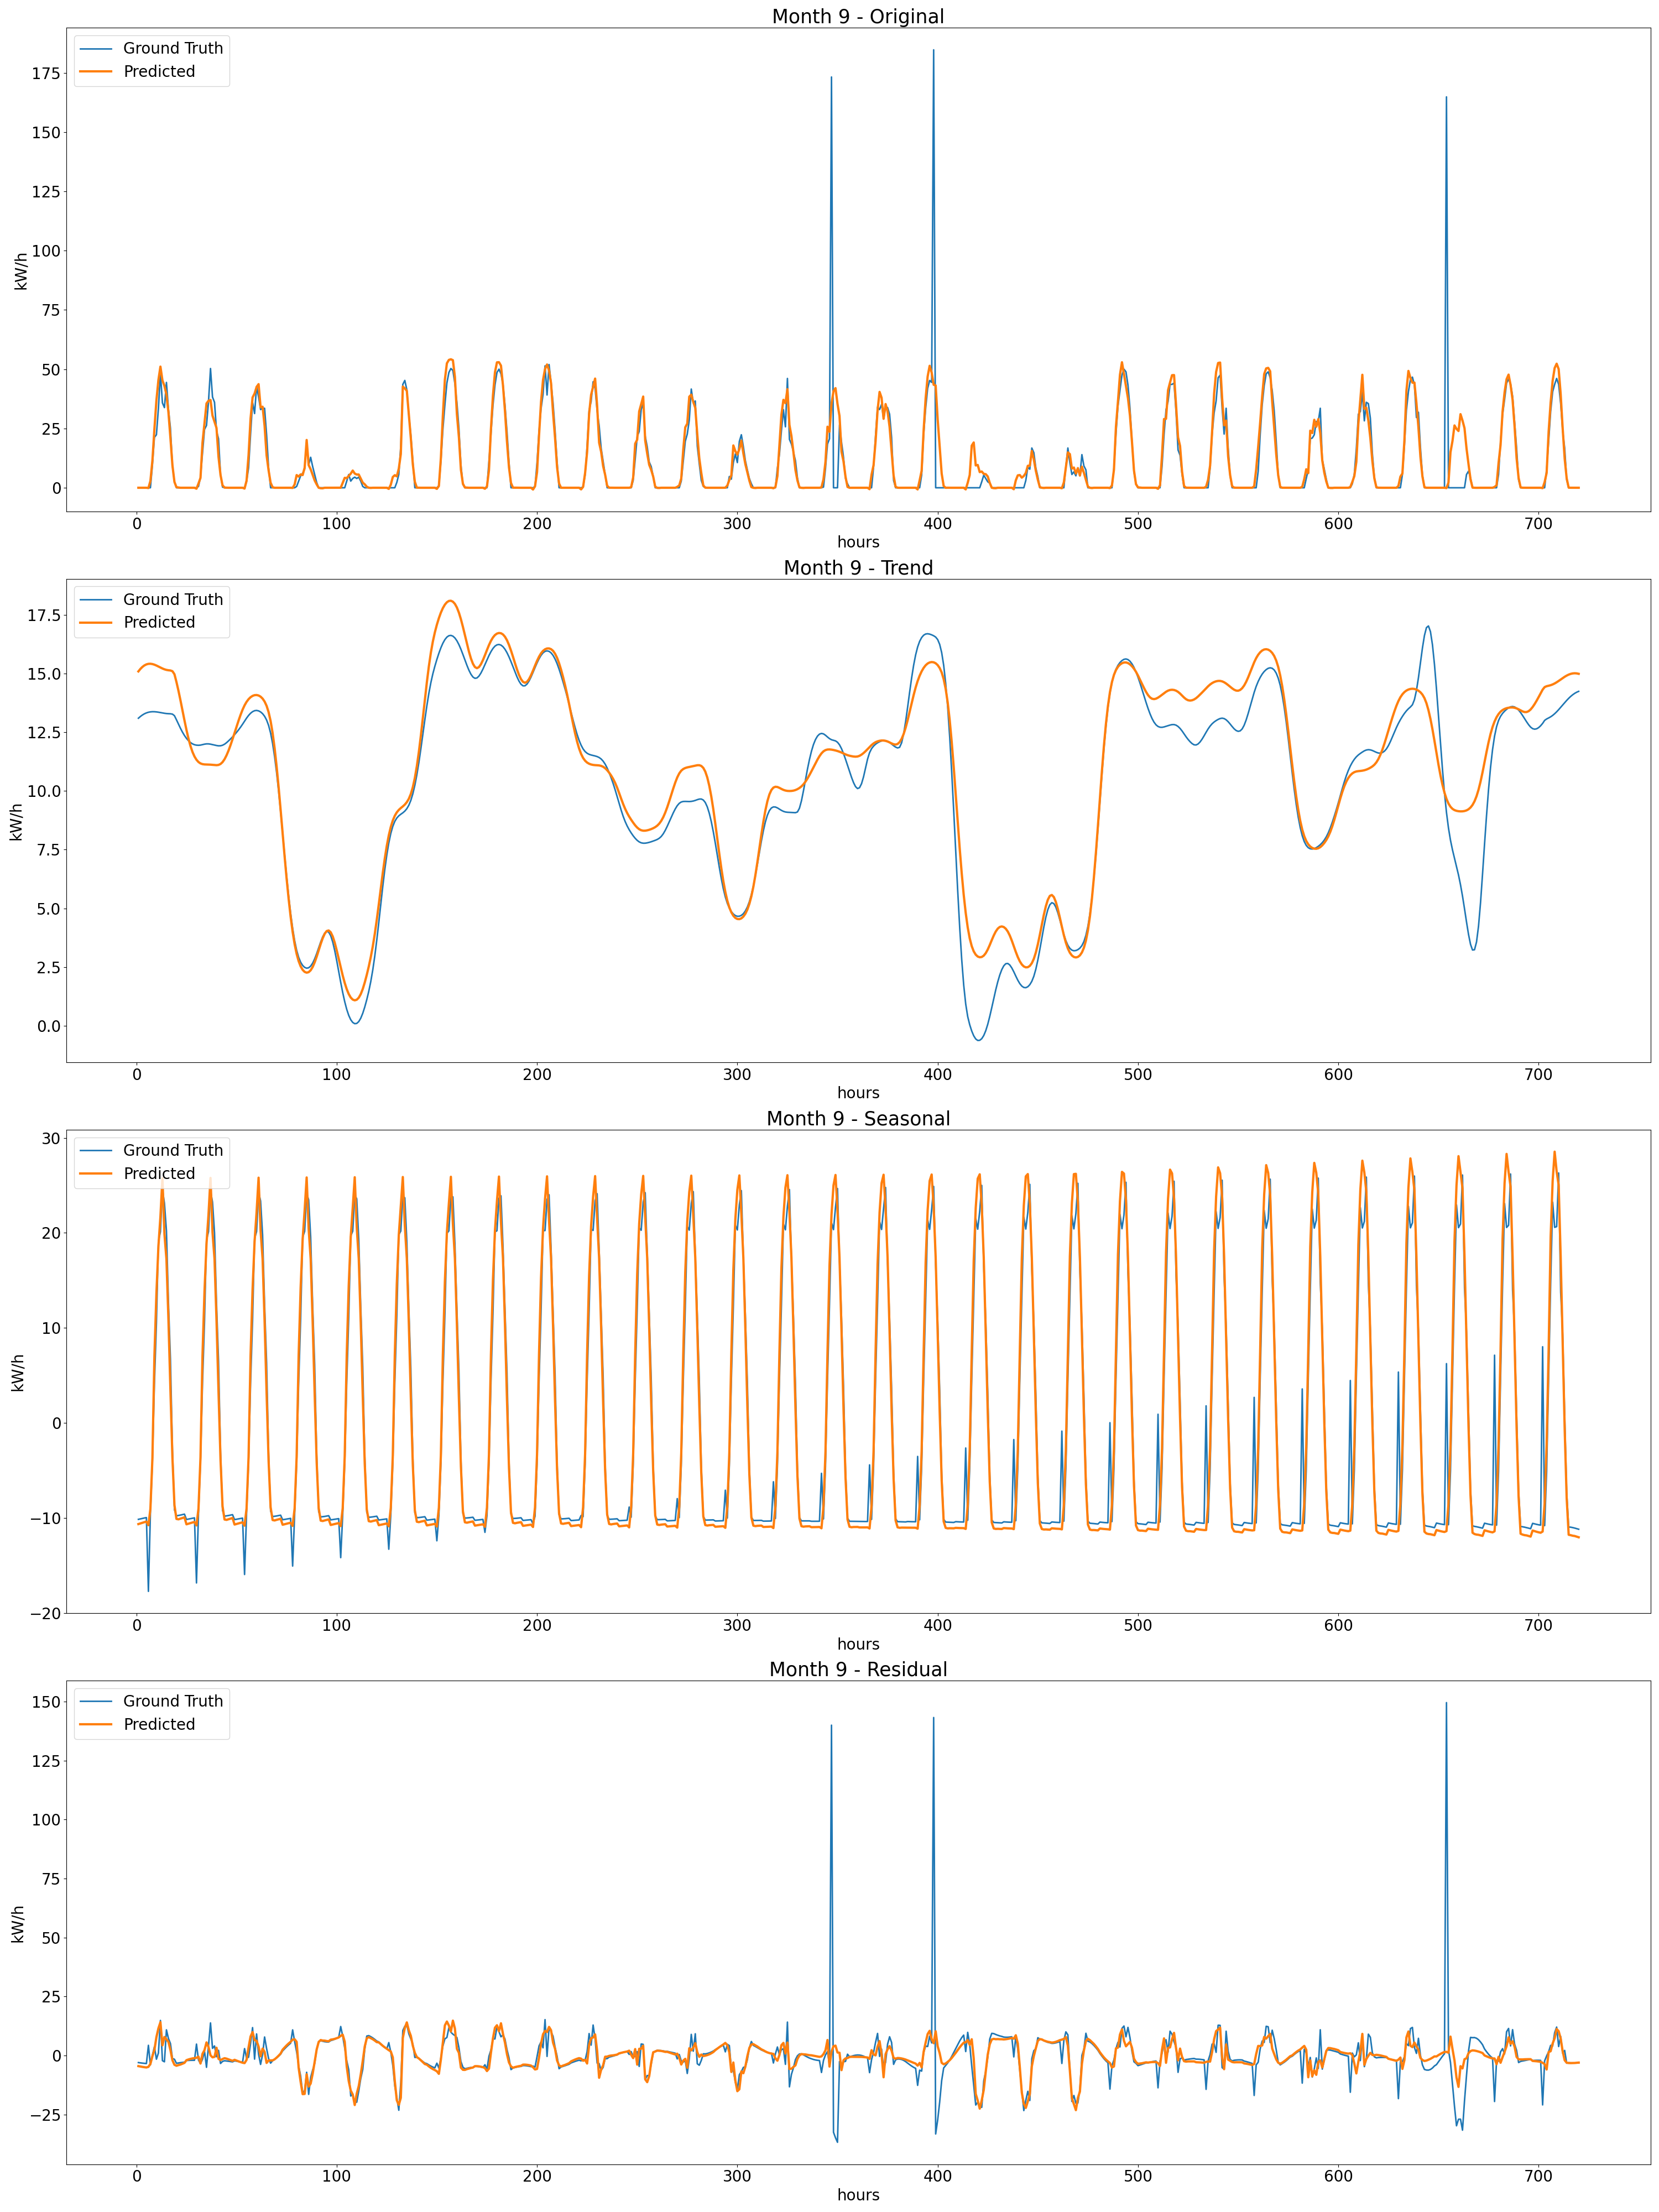 Month 9 - Original
Ground Truth
Predicted
kW/h
175
150
125
100
75
50
25
0
0 100 200 300 400 500 600 700
hours
Month 9 - Trend
Ground Truth
Predicted
kW/h
17.5
15.0
12.5
10.0
7.5
5.0
2.5
0.0
0 100 200 300 400 500 600 700
hours
Month 9 - Seasonal
Ground Truth
Predicted
kW/h
30
20
10
0
−10
−20
0 100 200 300 400 500 600 700
hours
Month 9 - Residual
Ground Truth
Predicted
kW/h
150
125
100
75
50
25
0
−25
0 100 200 300 400 500 600 700
hours